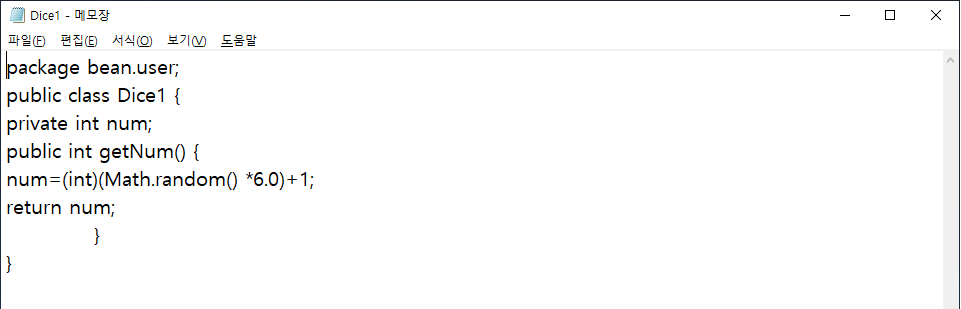 Dice1 - 메모장
파일(F) 편집(E) 서식(O) 보기(V) 도움말
package bean.user;
public class Dice1 {
private int num;
public int getNum() {
num=(int)(Math.random() *6.0)+1;
return num;
}
}